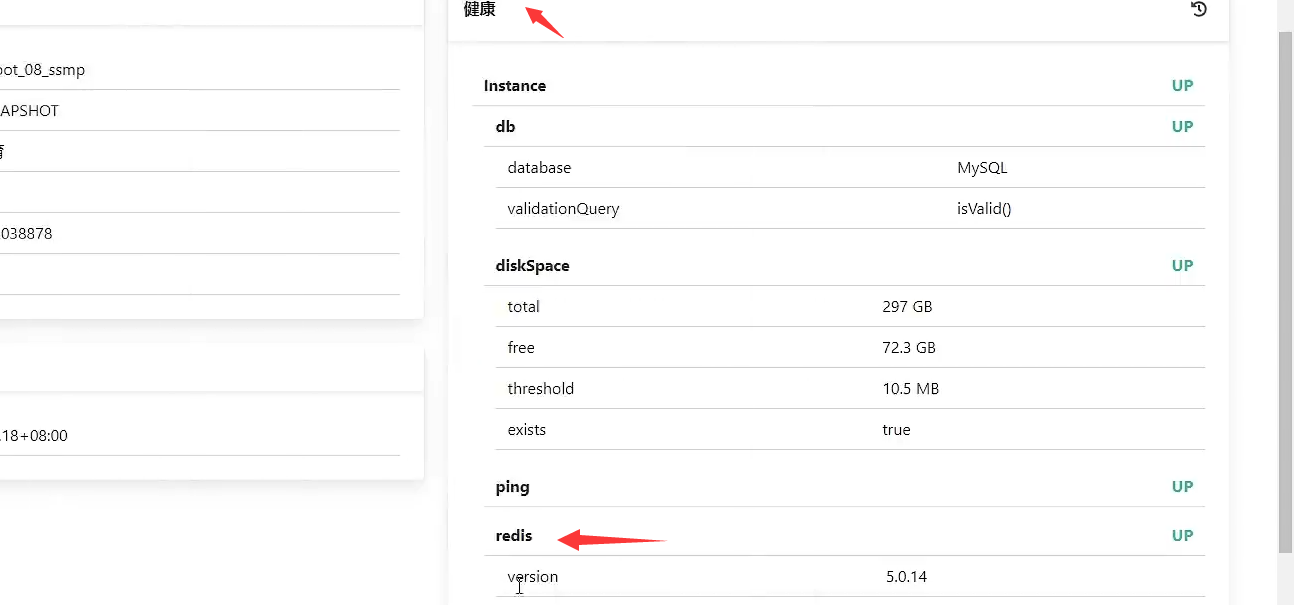 oot_08_ssmp
APSHOT
育
038878
.18+08:00
健康
Instance UP
db UP
database MySQL
validationQuery isValid()
diskSpace UP
total 297 GB
free 72.3 GB
threshold 10.5 MB
exists true
ping UP
redis UP
version 5.0.14